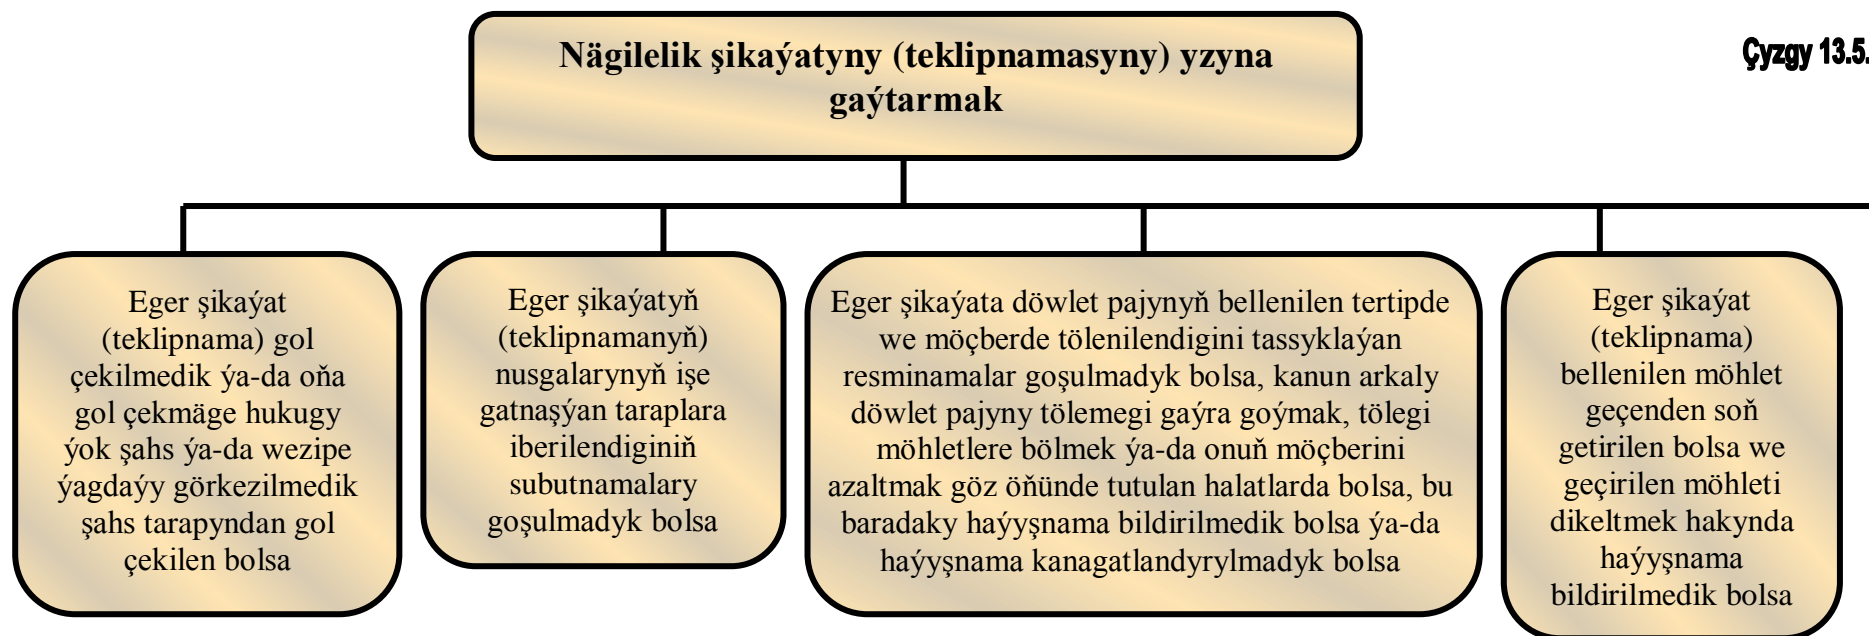 Nägilelik şikaýatyny (teklipnamasyny) yzyna
gaýtarmak
Çyzgy 13.5.
Eger şikaýat
(teklipnama) gol
çekilmedik ýa-da oňa
gol çekmäge hukugy
ýok şahs ýa-da wezipe
ýagdaýy görkezilmedik
şahs tarapyndan gol
çekilen bolsa
Eger şikaýatyň
(teklipnamanyň)
nusgalarynyň işe
gatnaşýan taraplara
iberilendiginiň
subutnamalary
goşulmadyk bolsa
Eger şikaýata döwlet pajynyň bellenilen tertipde
we möçberde tölenilendigini tassyklaýan
resminamalar goşulmadyk bolsa, kanun arkaly
döwlet pajyny tölemegi gaýra goýmak, tölegi
möhletlere bölmek ýa-da onuň möçberini
azaltmak göz öňünde tutulan halatlarda bolsa, bu
baradaky haýyşnama bildirilmedik bolsa ýa-da
haýyşnama kanagatlandyrylmadyk bolsa
Eger şikaýat
(teklipnama)
bellenilen möhlet
geçenden soň
getirilen bolsa we
geçirilen möhleti
dikeltmek hakynda
haýyşnama
bildirilmedik bolsa